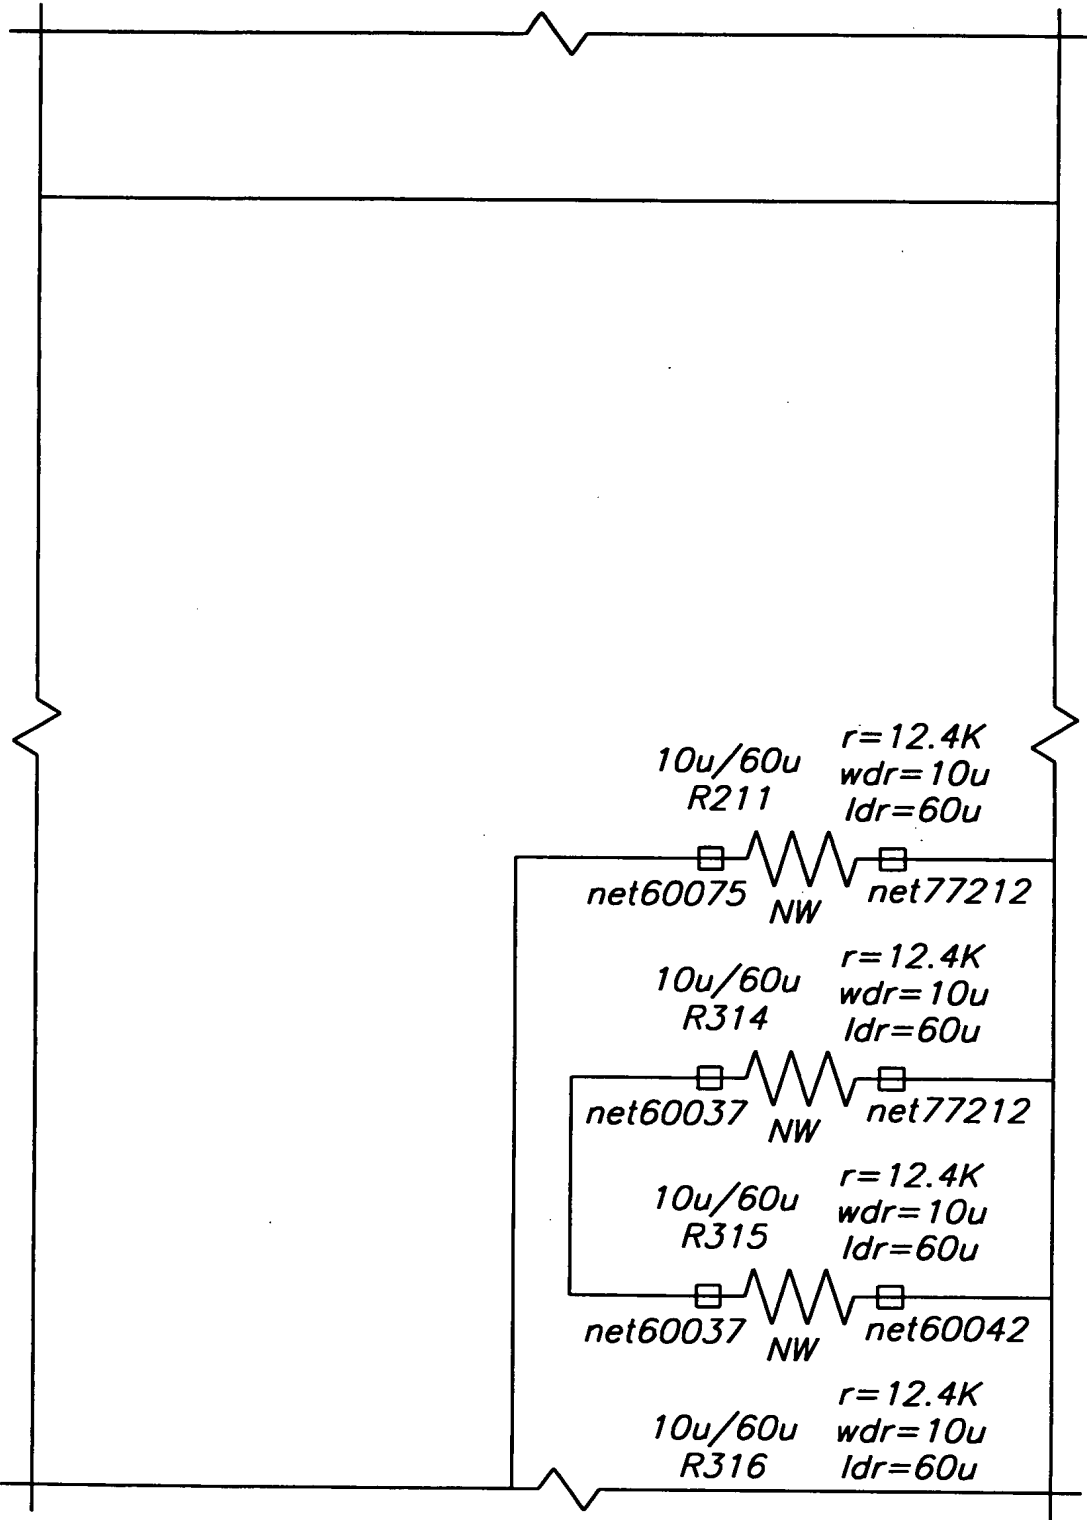 10u/60u
R211
r=12.4K
wdr=10u
ldr=60u
net60075
NW
net77212
10u/60u
R314
r=12.4K
wdr=10u
ldr=60u
net60037
NW
net77212
10u/60u
R315
r=12.4K
wdr=10u
ldr=60u
net60037
NW
net60042
10u/60u
R316
r=12.4K
wdr=10u
ldr=60u